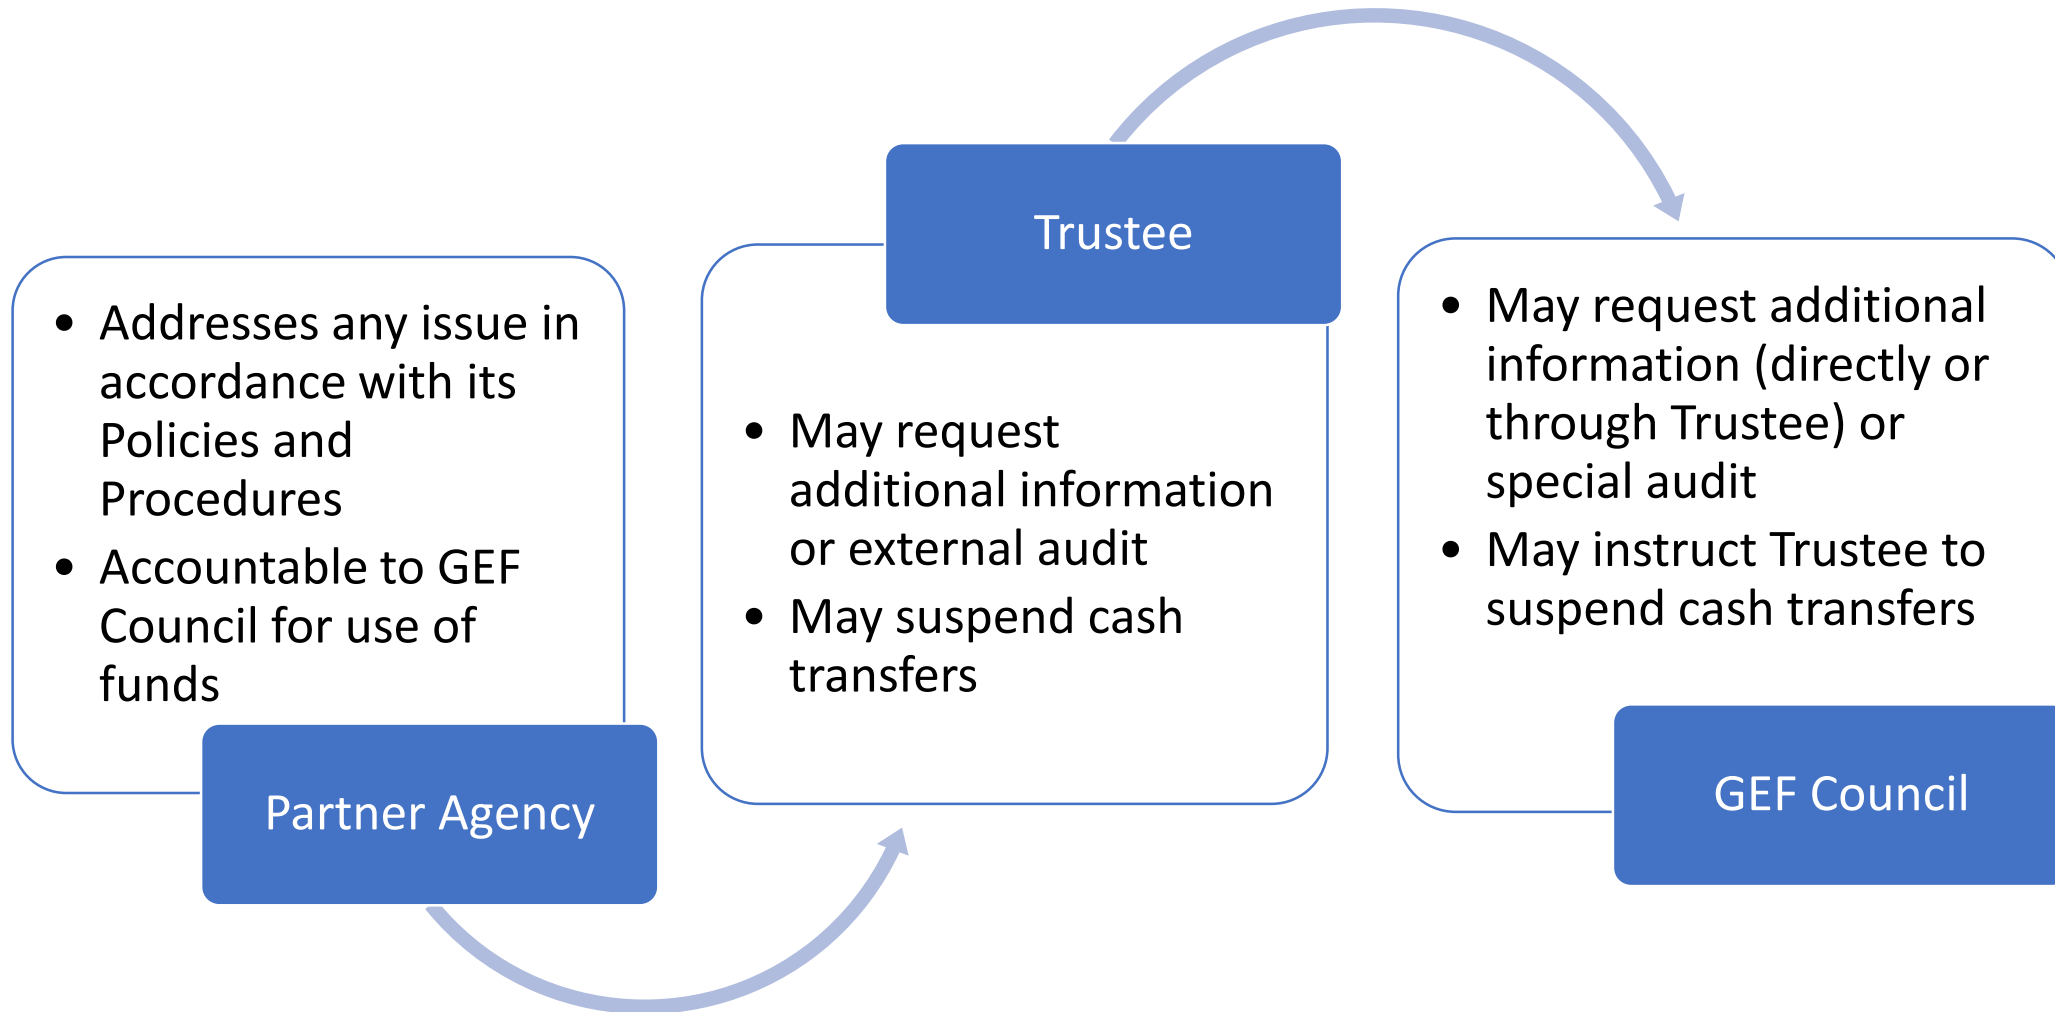 • Addresses any issue in
accordance with its
Policies and
Procedures
• Accountable to GEF
Council for use of
funds
Partner Agency
Trustee
• May request
additional information
or external audit
• May suspend cash
transfers
• May request additional
information (directly or
through Trustee) or
special audit
• May instruct Trustee to
suspend cash transfers
GEF Council